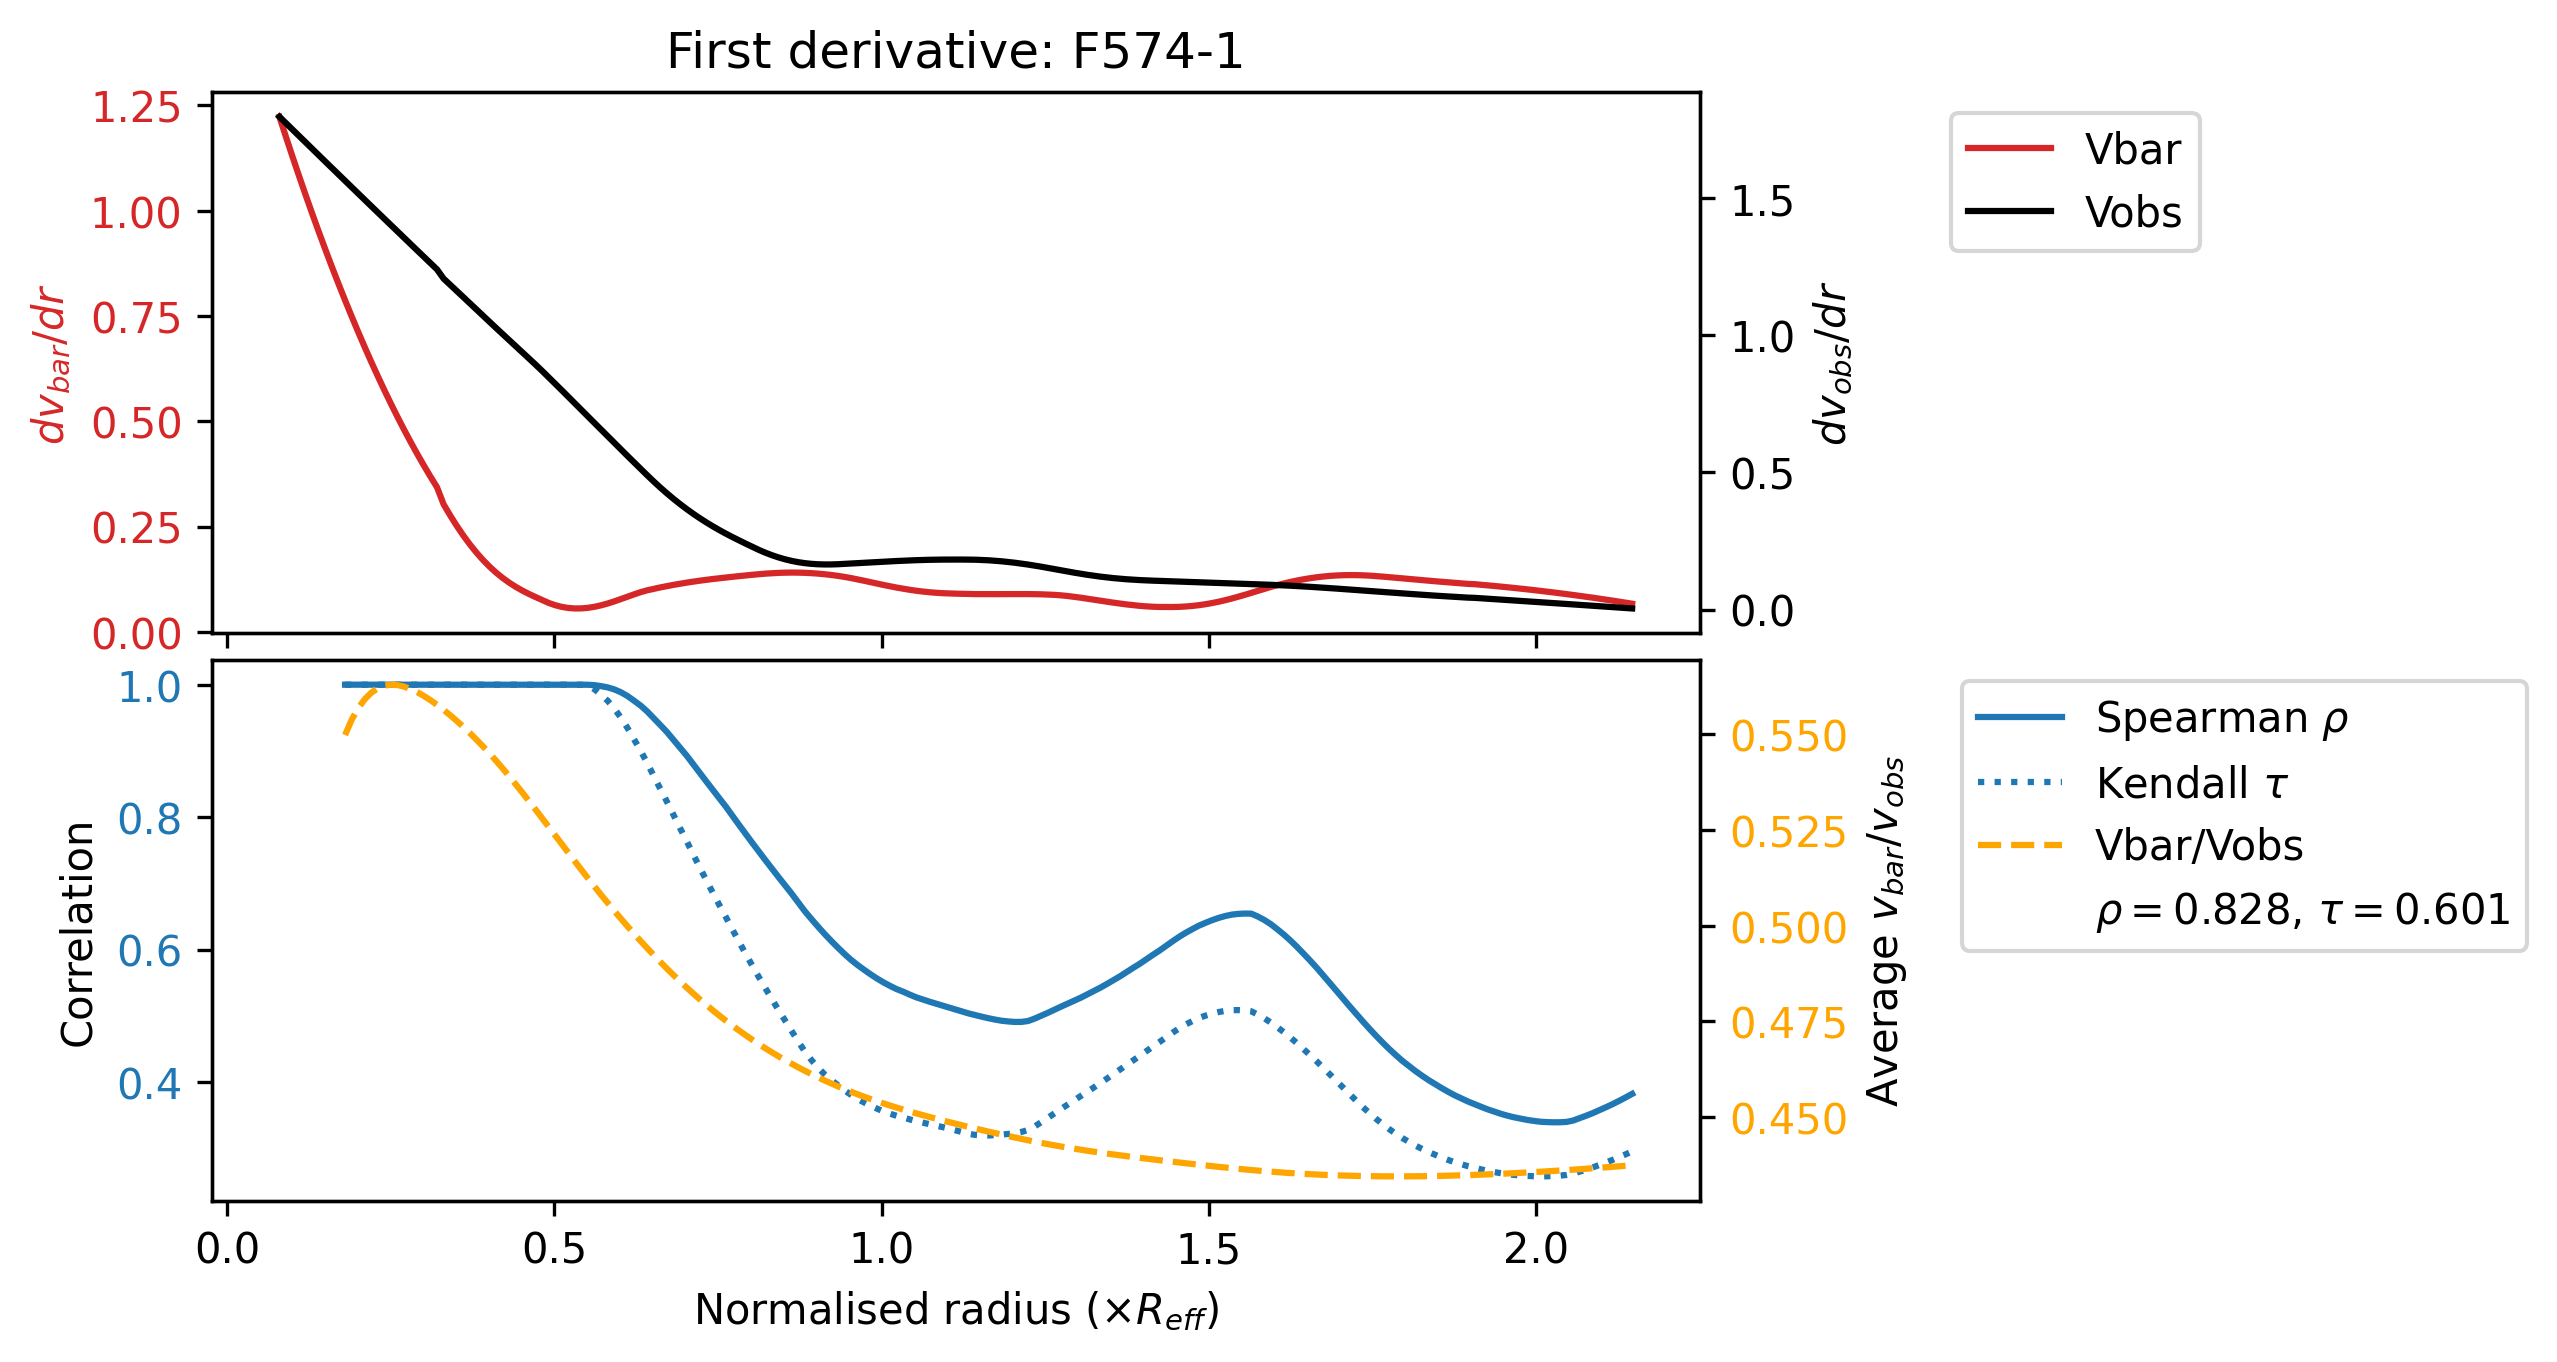 First derivative: F574-1
1.25
1.00
0.75
0.50
0.25
0.00
dv_bar/dr
1.5
1.0
0.5
0.0
dv_obs/dr
Vbar
Vobs
1.0
0.8
0.6
0.4
Correlation
0.550
0.525
0.500
0.475
0.450
Average v_bar/v_obs
Spearman ρ
Kendall τ
Vbar/Vobs
ρ = 0.828, τ = 0.601
0.0 0.5 1.0 1.5 2.0
Normalised radius (×R_eff)